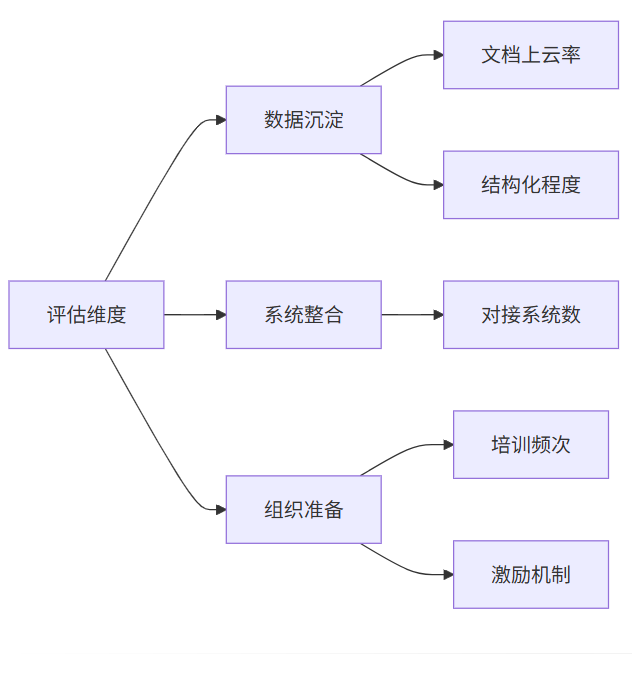 文档上云率
数据沉淀
结构化程度
评估维度
系统整合
对接系统数
培训频次
组织准备
激励机制